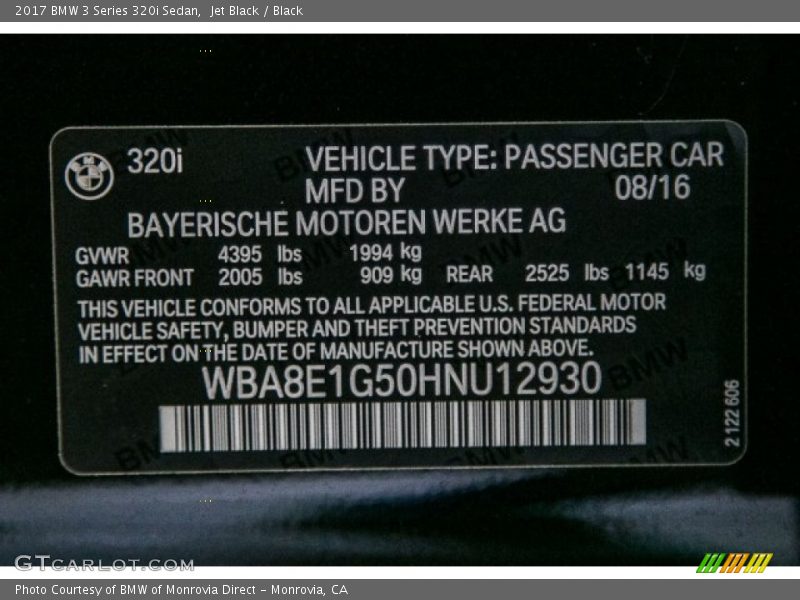 2017 BMW 3 Series 320i Sedan,  Jet Black / Black
320i
VEHICLE TYPE: PASSENGER CAR
MFD BY 08/16
BAYERISCHE MOTOREN WERKE AG
GVWR 4395 lbs 1994 kg
GAWR FRONT 2005 lbs 909 kg REAR 2525 lbs 1145 kg
THIS VEHICLE CONFORMS TO ALL APPLICABLE U.S. FEDERAL MOTOR
VEHICLE SAFETY, BUMPER AND THEFT PREVENTION STANDARDS
IN EFFECT ON THE DATE OF MANUFACTURE SHOWN ABOVE.
WBA8E1G50HNU12930
2 122 606
GTCARLOT.COM
Photo Courtesy of BMW of Monrovia Direct - Monrovia, CA